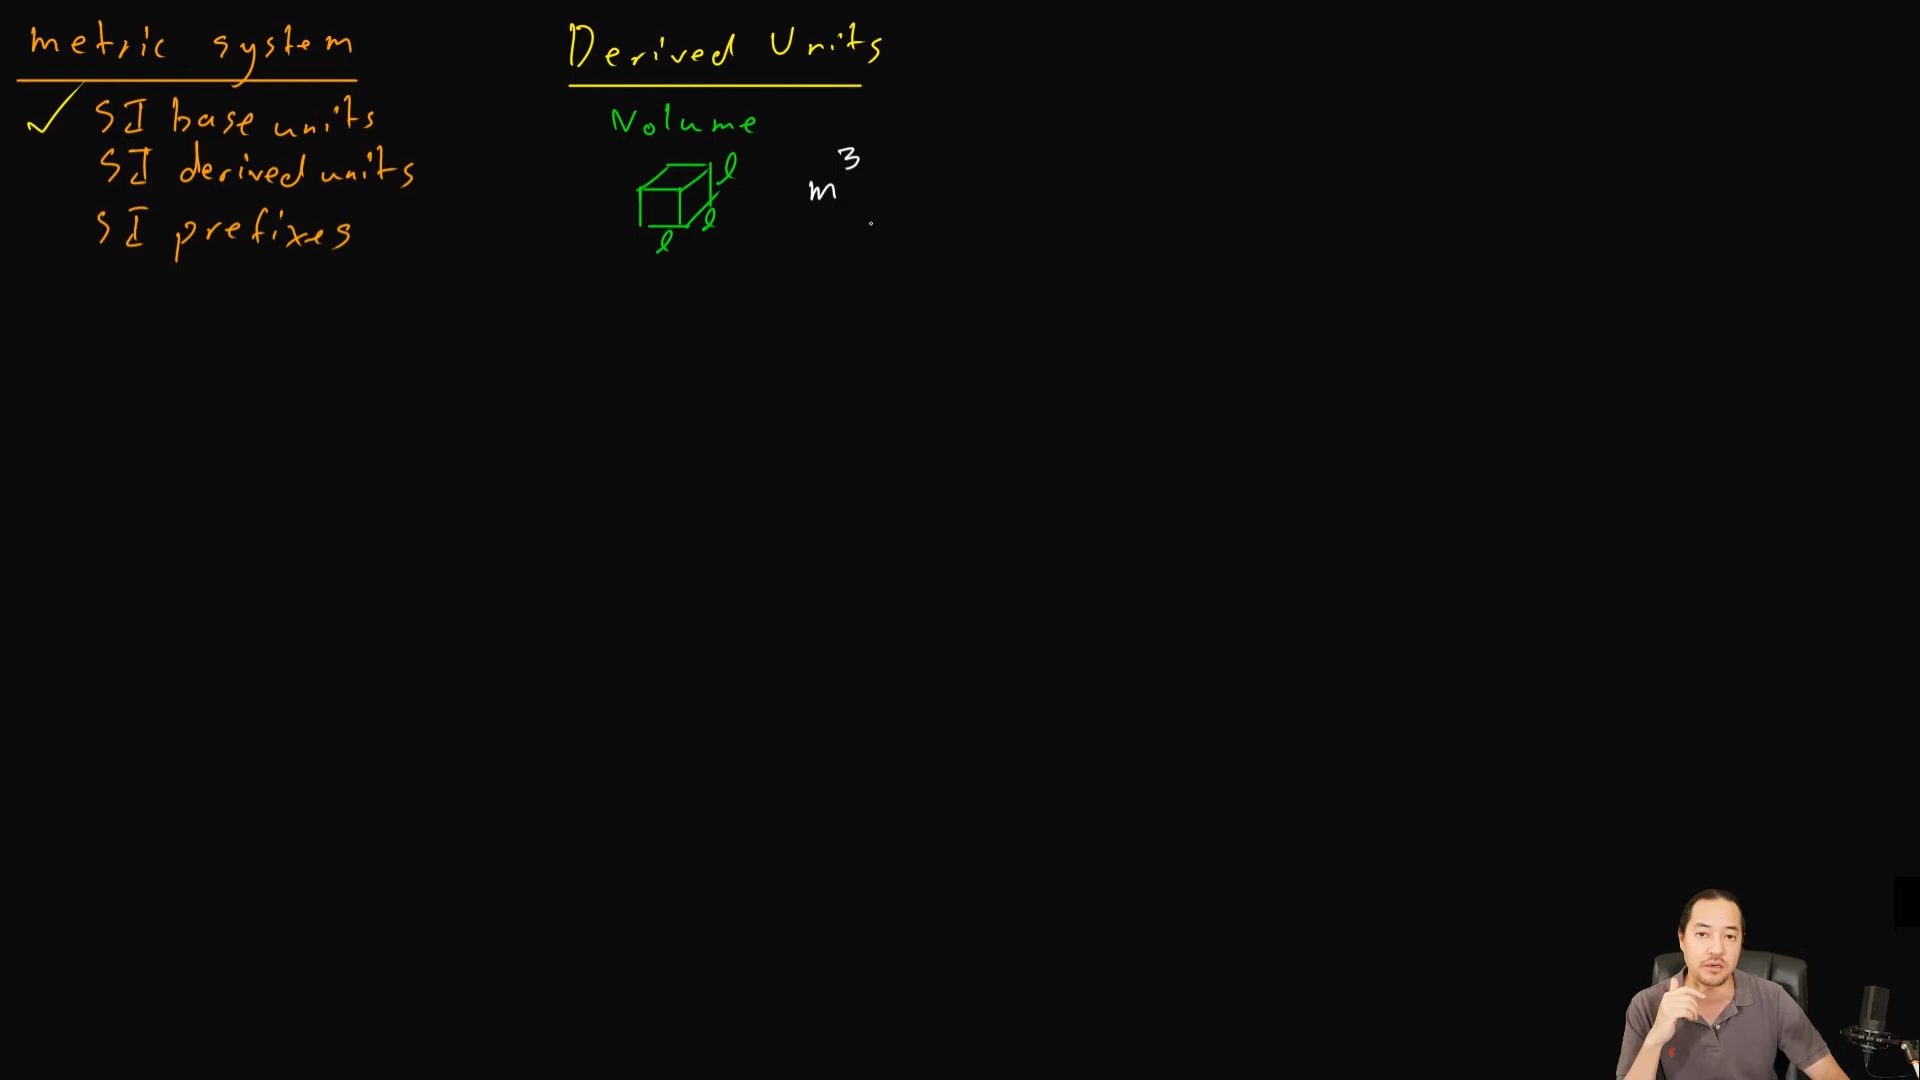 metric system
✓ SI base units
SI derived units
SI prefixes
Derived Units
Volume
l
l
l
m³